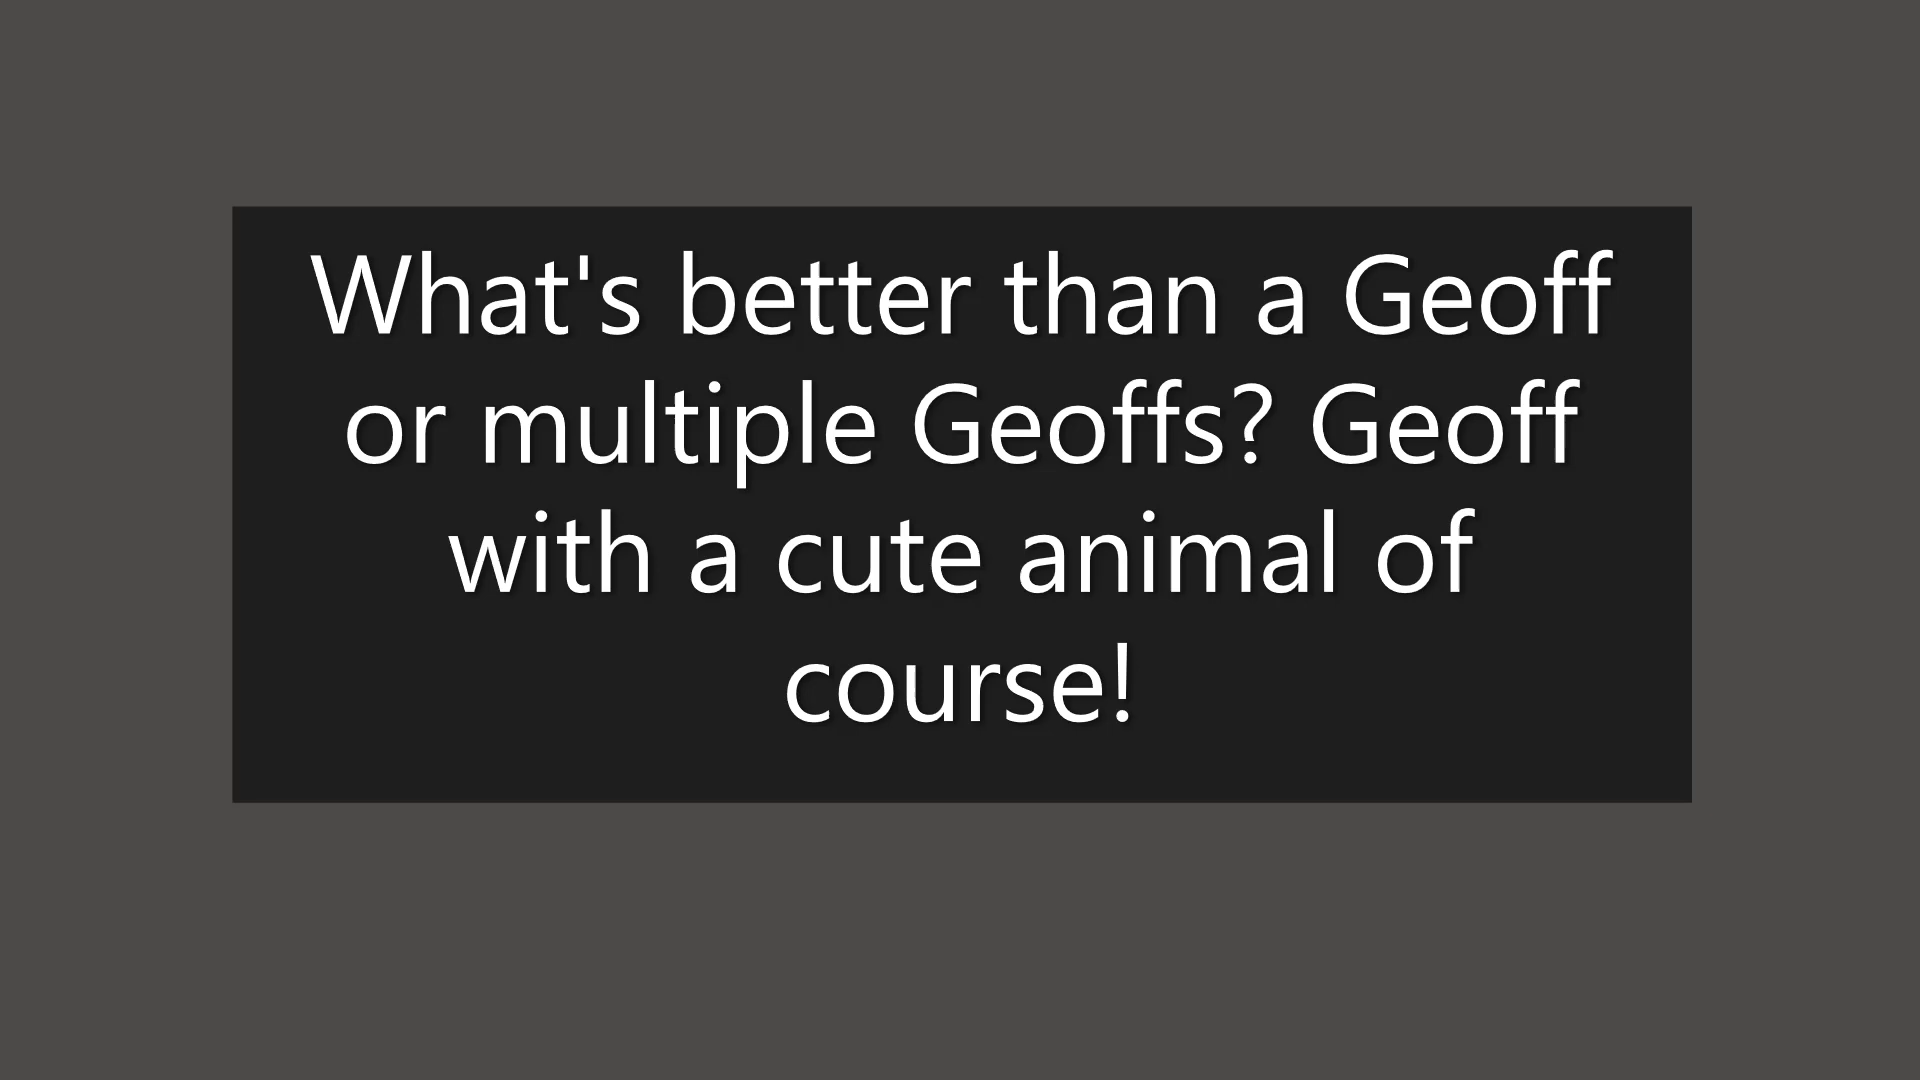 What's better than a Geoff
or multiple Geoffs? Geoff
with a cute animal of
course!